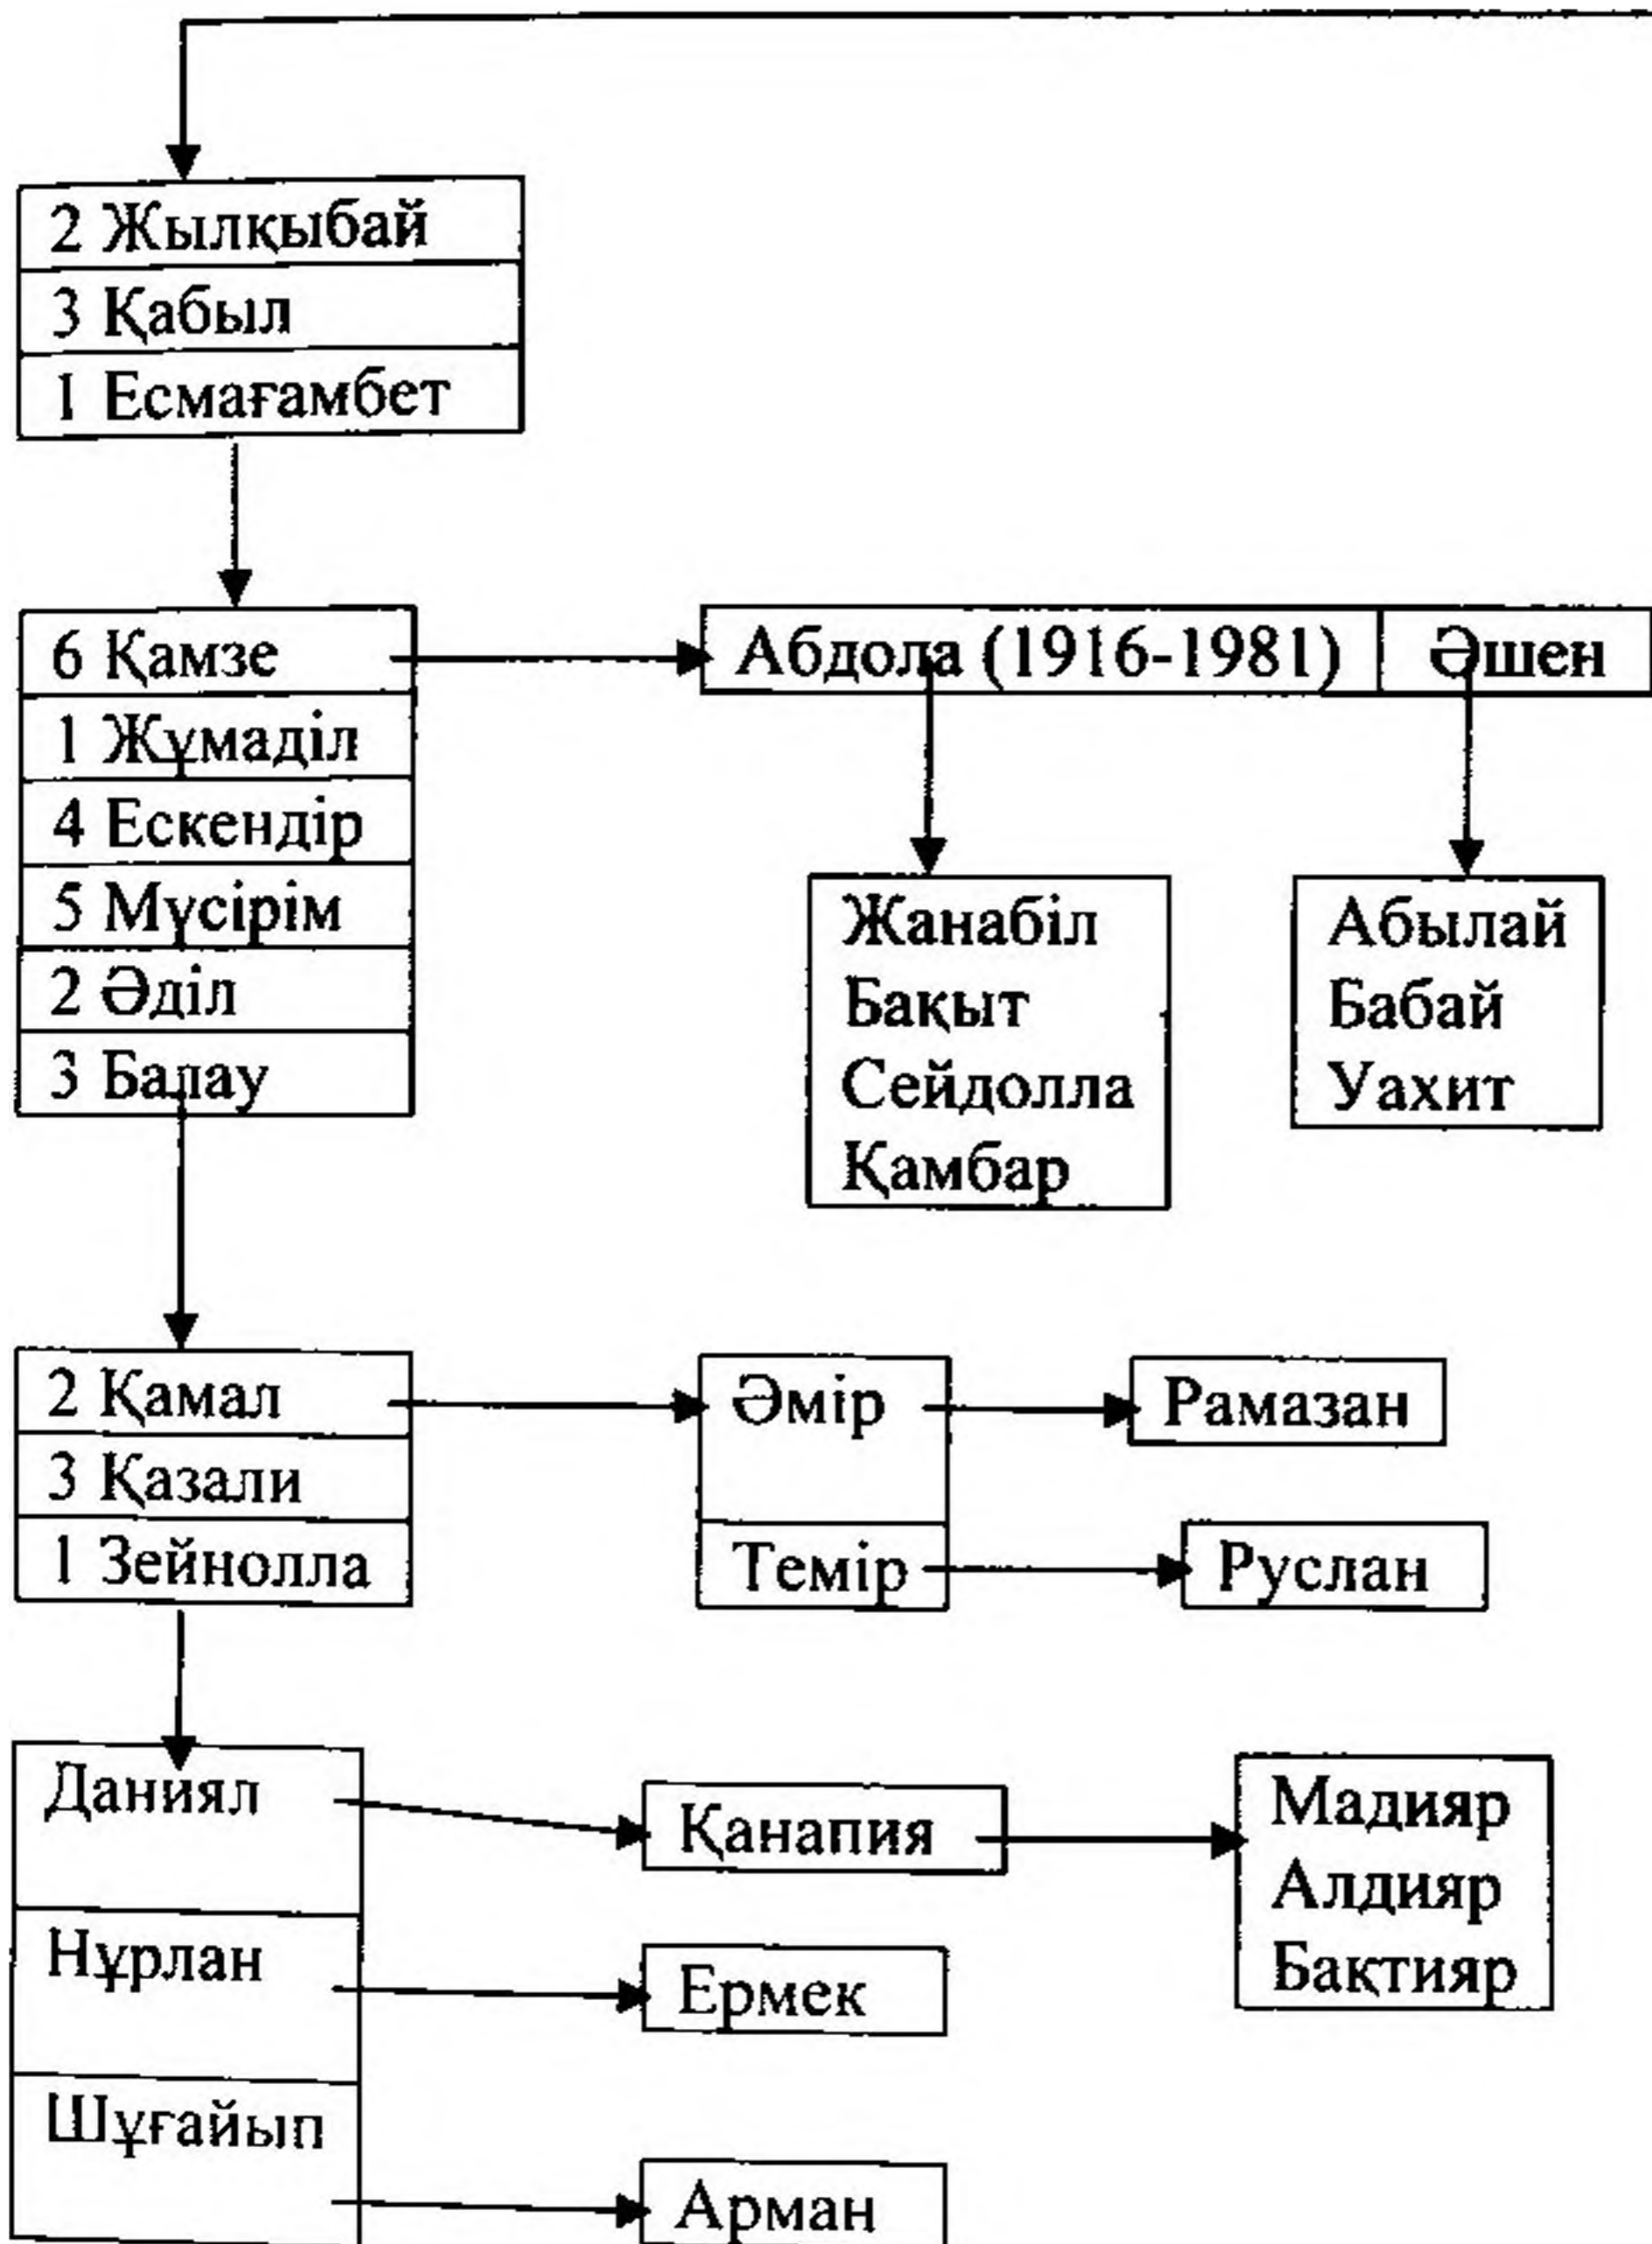 2 Жылқыбай
3 Қабыл
1 Есмағамбет
6 Қамзе
Абдола (1916-1981)
Әшен
1 Жұмаділ
4 Ескендір
5 Мүсірім
2 Әділ
3 Балау
Жанабіл
Бақыт
Сейдолла
Қамбар
Абылай
Бабай
Уахит
2 Қамал
3 Қазали
1 Зейнолла
Әмір
Рамазан
Темір
Руслан
Даниял
Қанапия
Мадияр
Алдияр
Бақтияр
Нұрлан
Ермек
Шұғайып
Арман